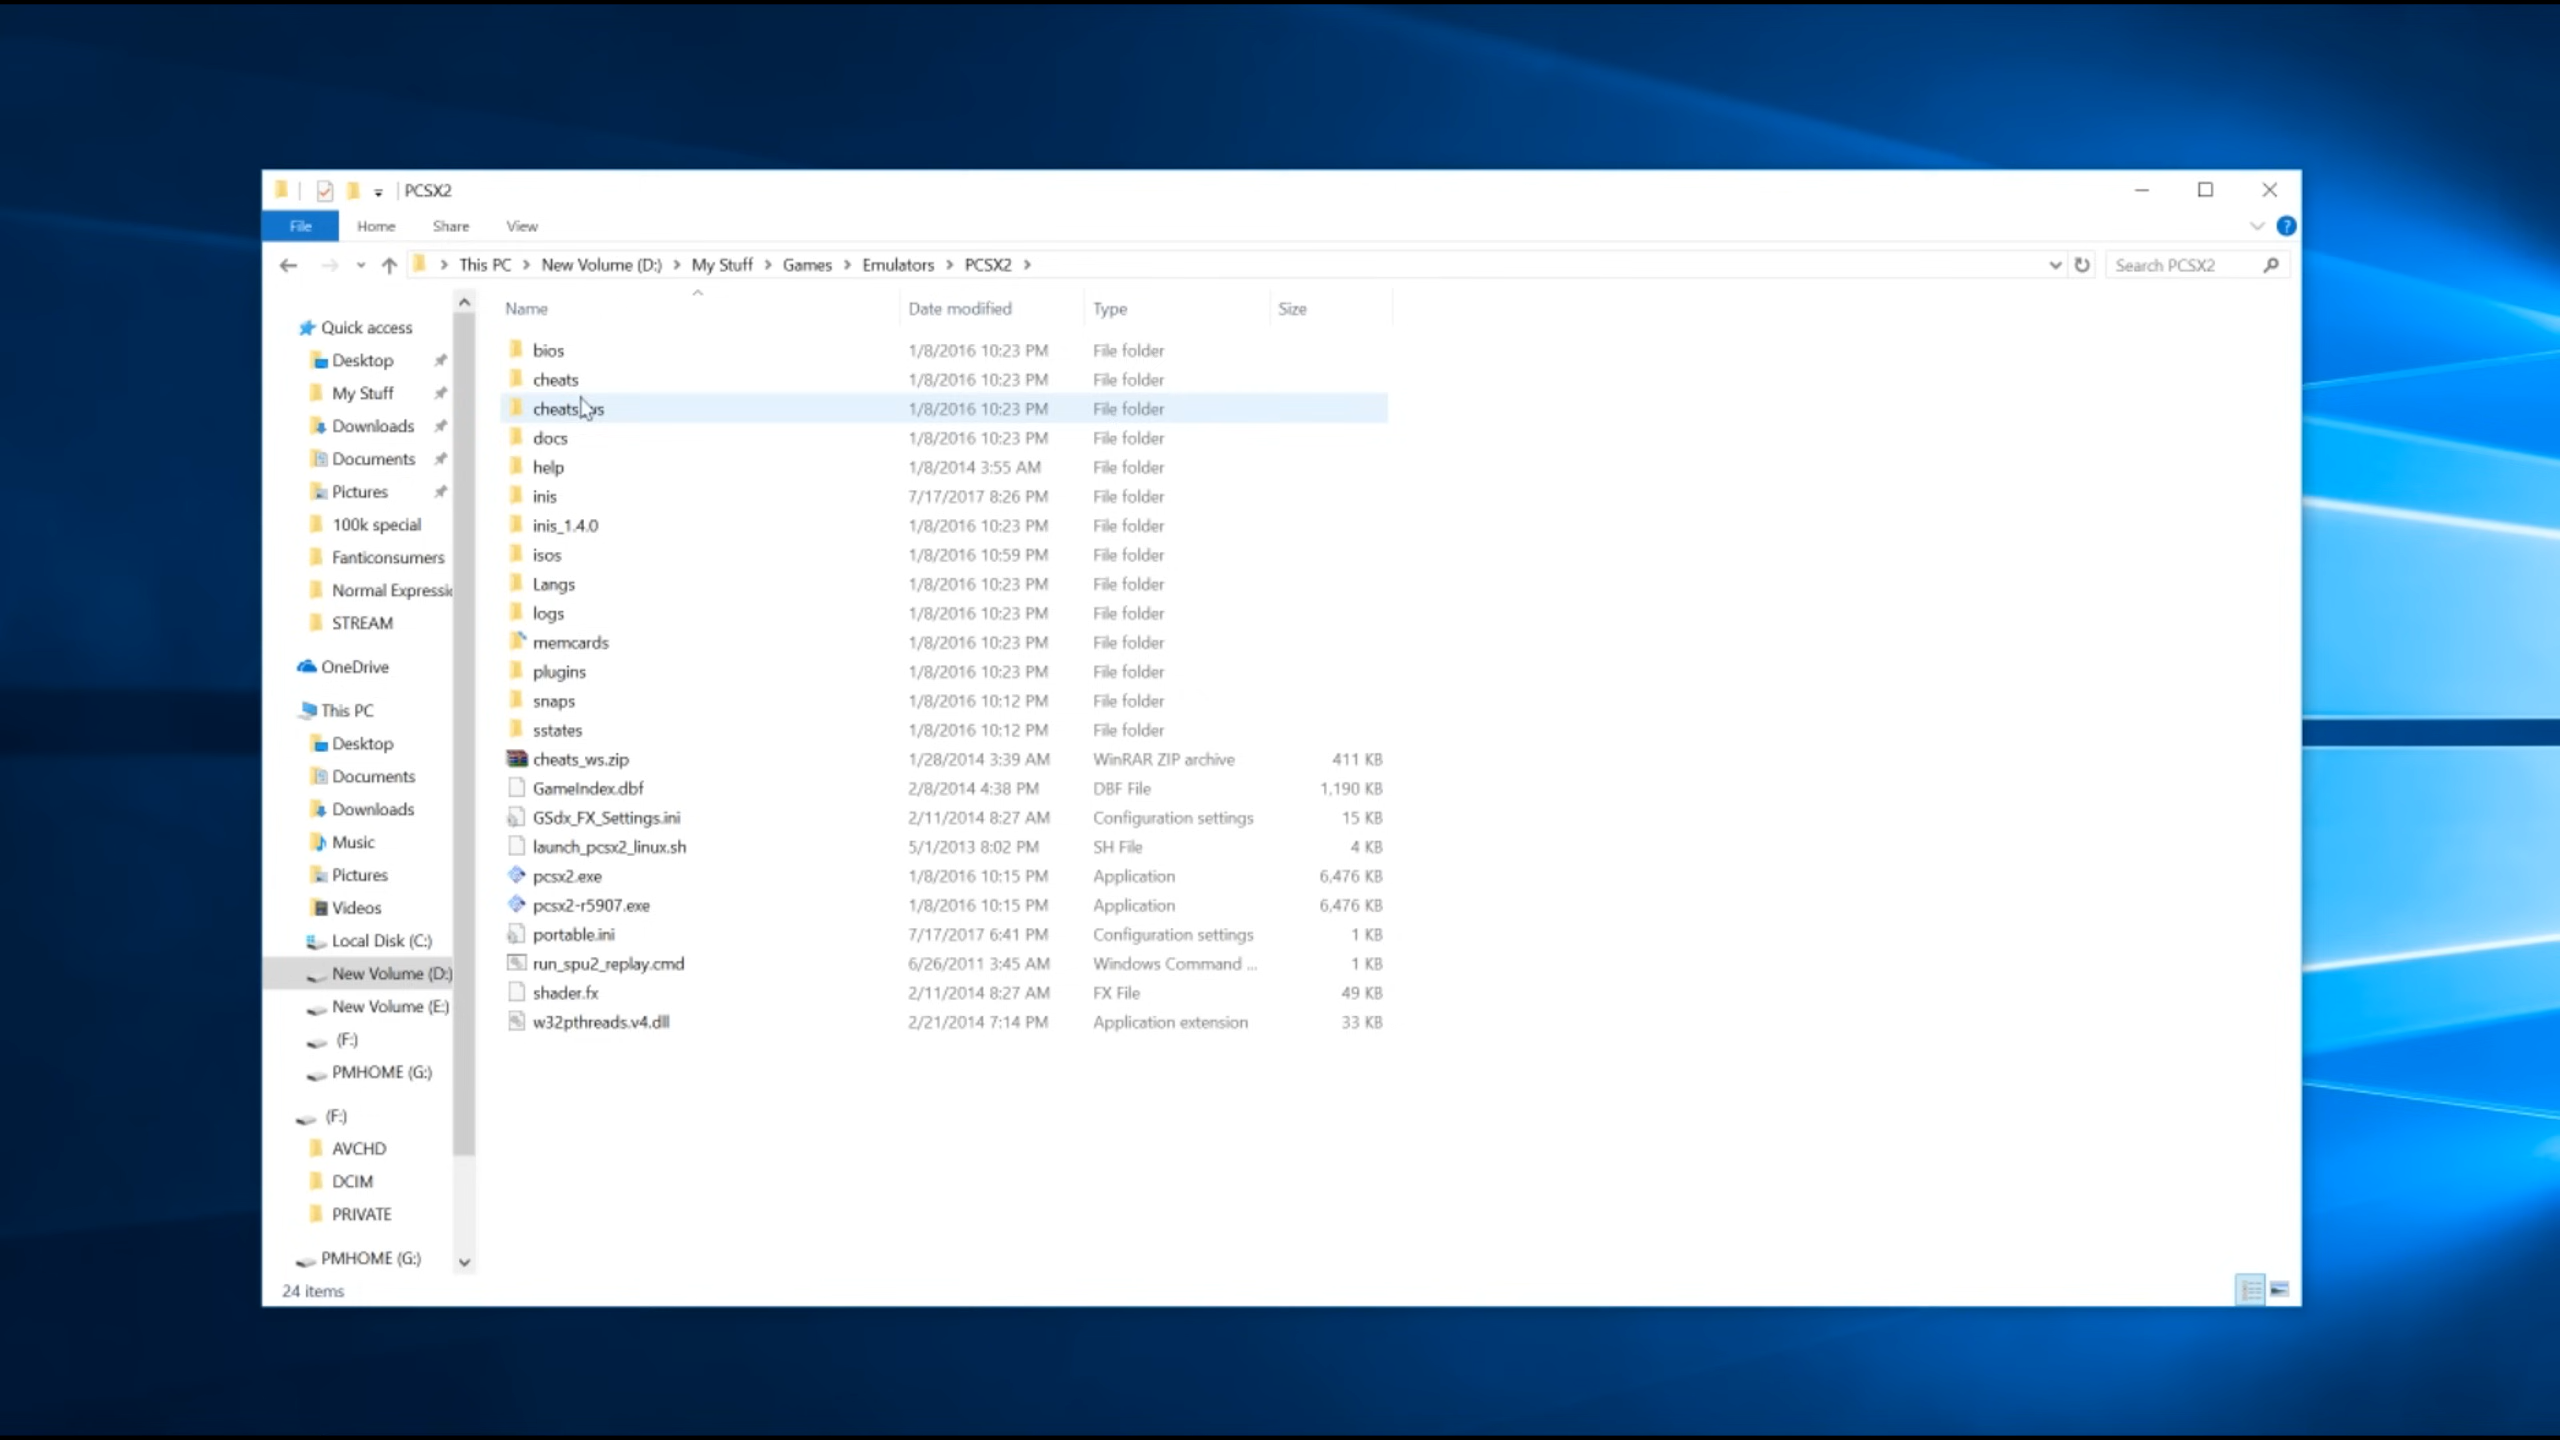 PCSX2
File Home Share View
This PC New Volume (D:) My Stuff Games Emulators PCSX2 Search PCSX2
Name Date modified Type Size
Quick access
Desktop
My Stuff
Downloads
Documents
Pictures
100k special
Fanticonsumers
Normal Expressic
STREAM
OneDrive
This PC
Desktop
Documents
Downloads
Music
Pictures
Videos
Local Disk (C:)
New Volume (D:)
New Volume (E:)
(F:)
PMHOME (G:)
(F:)
AVCHD
DCIM
PRIVATE
PMHOME (G:)
bios 1/8/2016 10:23 PM File folder
cheats 1/8/2016 10:23 PM File folder
cheats_ws 1/8/2016 10:23 PM File folder
docs 1/8/2016 10:23 PM File folder
help 1/8/2014 3:55 AM File folder
inis 7/17/2017 8:26 PM File folder
inis_1.4.0 1/8/2016 10:23 PM File folder
isos 1/8/2016 10:59 PM File folder
Langs 1/8/2016 10:23 PM File folder
logs 1/8/2016 10:23 PM File folder
memcards 1/8/2016 10:23 PM File folder
plugins 1/8/2016 10:23 PM File folder
snaps 1/8/2016 10:12 PM File folder
sstates 1/8/2016 10:12 PM File folder
cheats_ws.zip 1/28/2014 3:39 AM WinRAR ZIP archive 411 KB
GameIndex.dbf 2/8/2014 4:38 PM DBF File 1,190 KB
GSdx_FX_Settings.ini 2/11/2014 8:27 AM Configuration settings 15 KB
launch_pcsx2_linux.sh 5/1/2013 8:02 PM SH File 4 KB
pcsx2.exe 1/8/2016 10:15 PM Application 6,476 KB
pcsx2-r5907.exe 1/8/2016 10:15 PM Application 6,476 KB
portable.ini 7/17/2017 6:41 PM Configuration settings 1 KB
run_spu2_replay.cmd 6/26/2011 3:45 AM Windows Command ... 1 KB
shader.fx 2/11/2014 8:27 AM FX File 49 KB
w32pthreads.v4.dll 2/21/2014 7:14 PM Application extension 33 KB
24 items